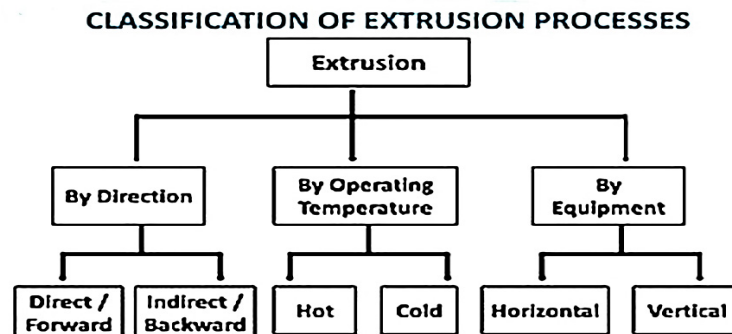 CLASSIFICATION OF EXTRUSION PROCESSES
Extrusion
By Direction
By Operating
Temperature
By
Equipment
Direct /
Forward
Indirect /
Backward
Hot
Cold
Horizontal
Vertical